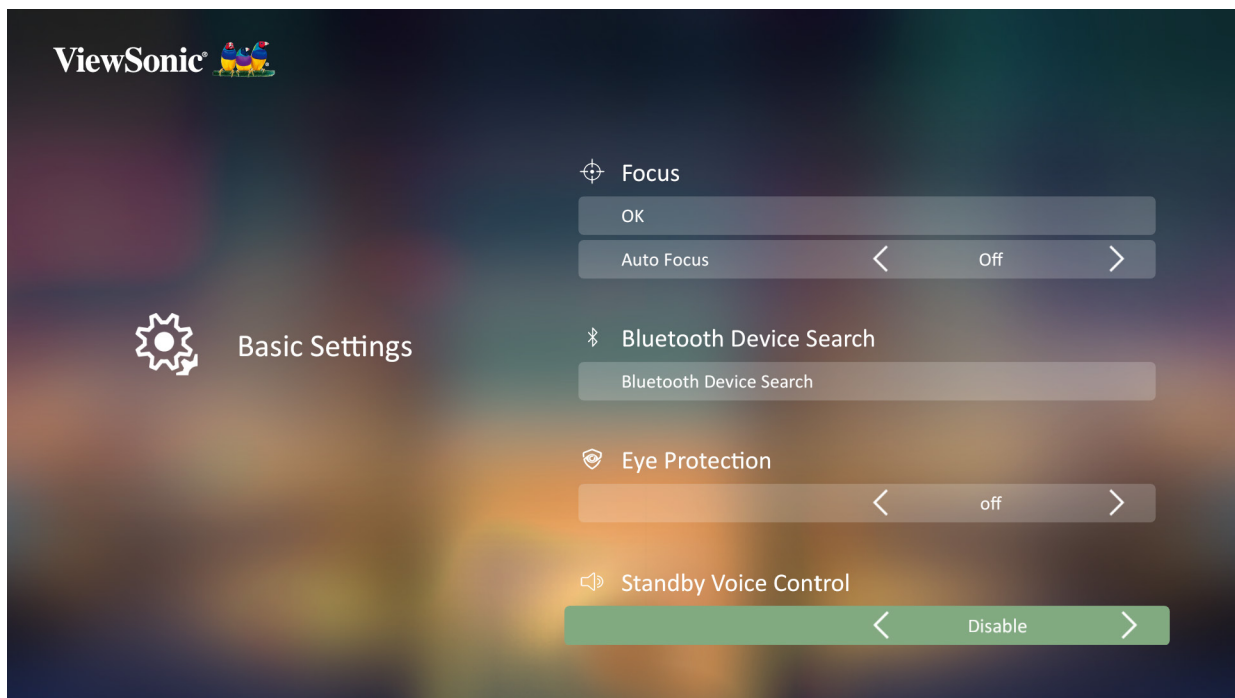 ViewSonic®
Focus
OK
Auto Focus Off
Basic Settings
Bluetooth Device Search
Bluetooth Device Search
Eye Protection
off
Standby Voice Control
Disable